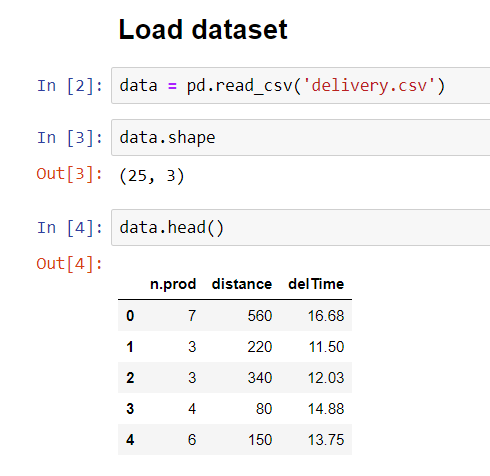 Load dataset
In [2]: data = pd.read_csv('delivery.csv')
In [3]: data.shape
Out[3]: (25, 3)
In [4]: data.head()
Out[4]:
n.prod distance delTime
0 7 560 16.68
1 3 220 11.50
2 3 340 12.03
3 4 80 14.88
4 6 150 13.75